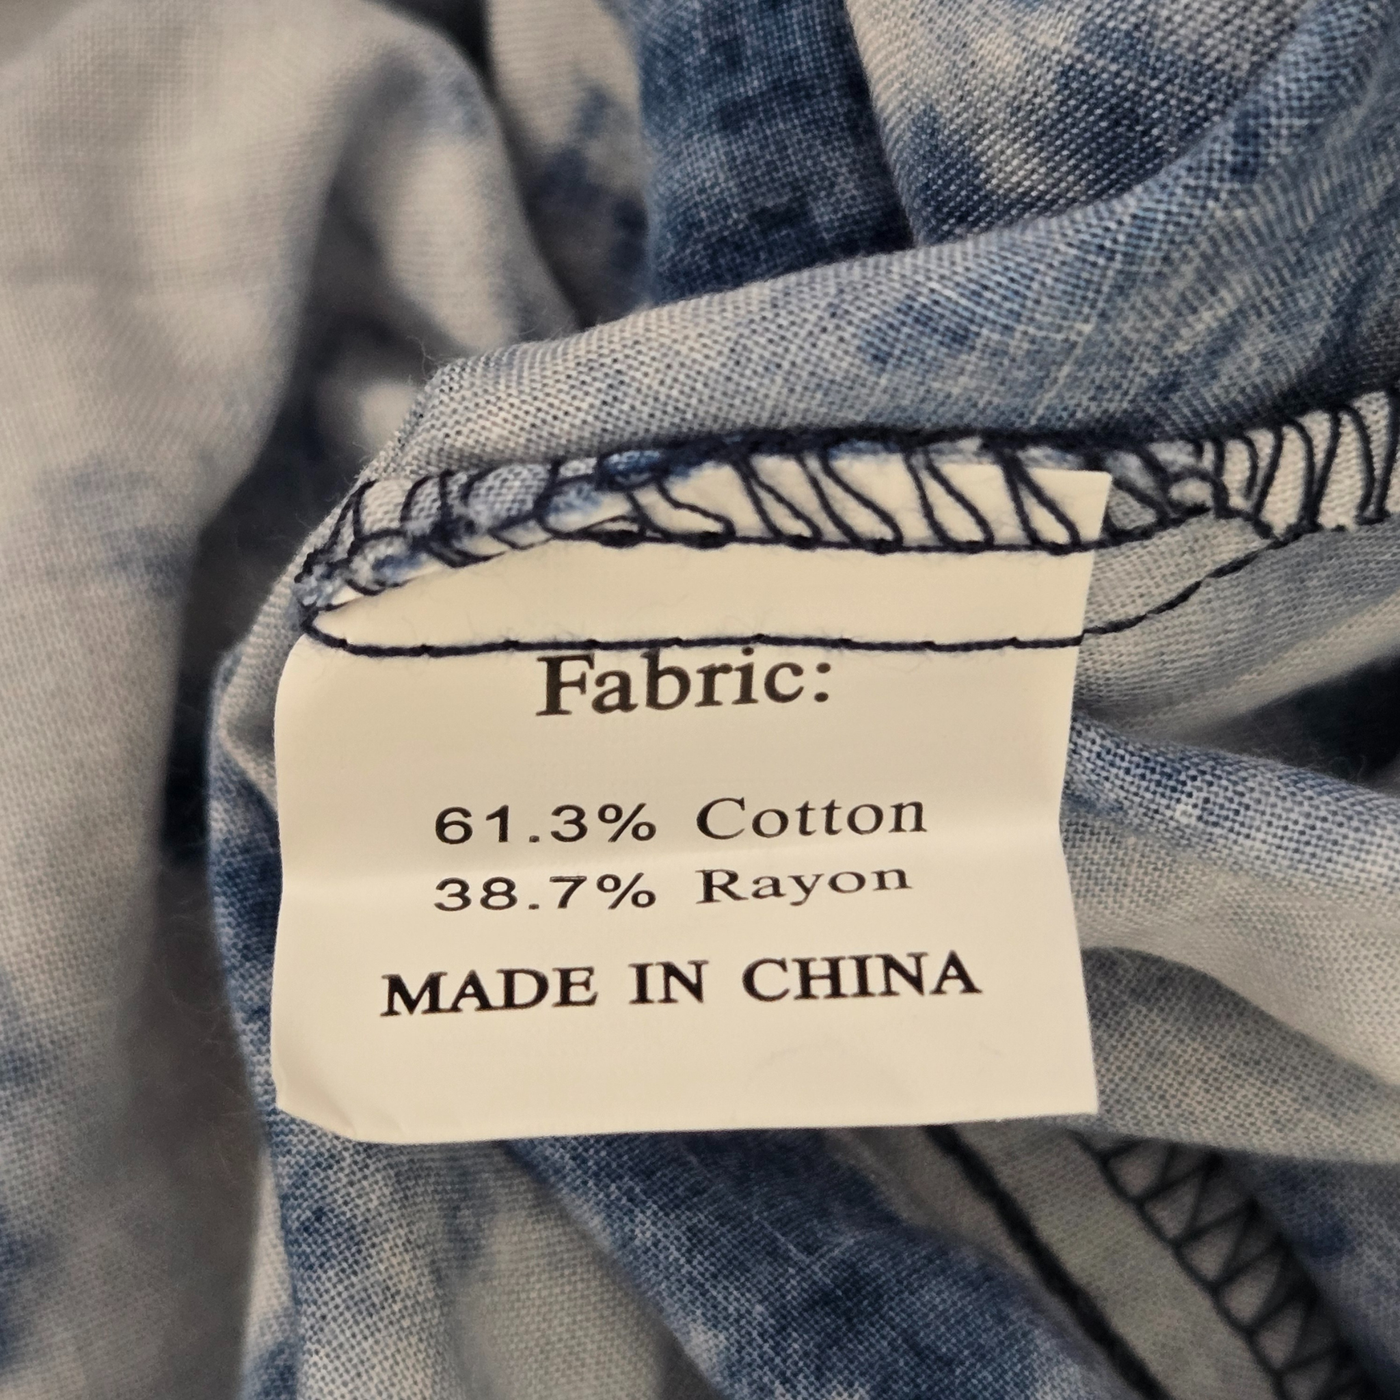 Fabric:
61.3% Cotton
38.7% Rayon
MADE IN CHINA